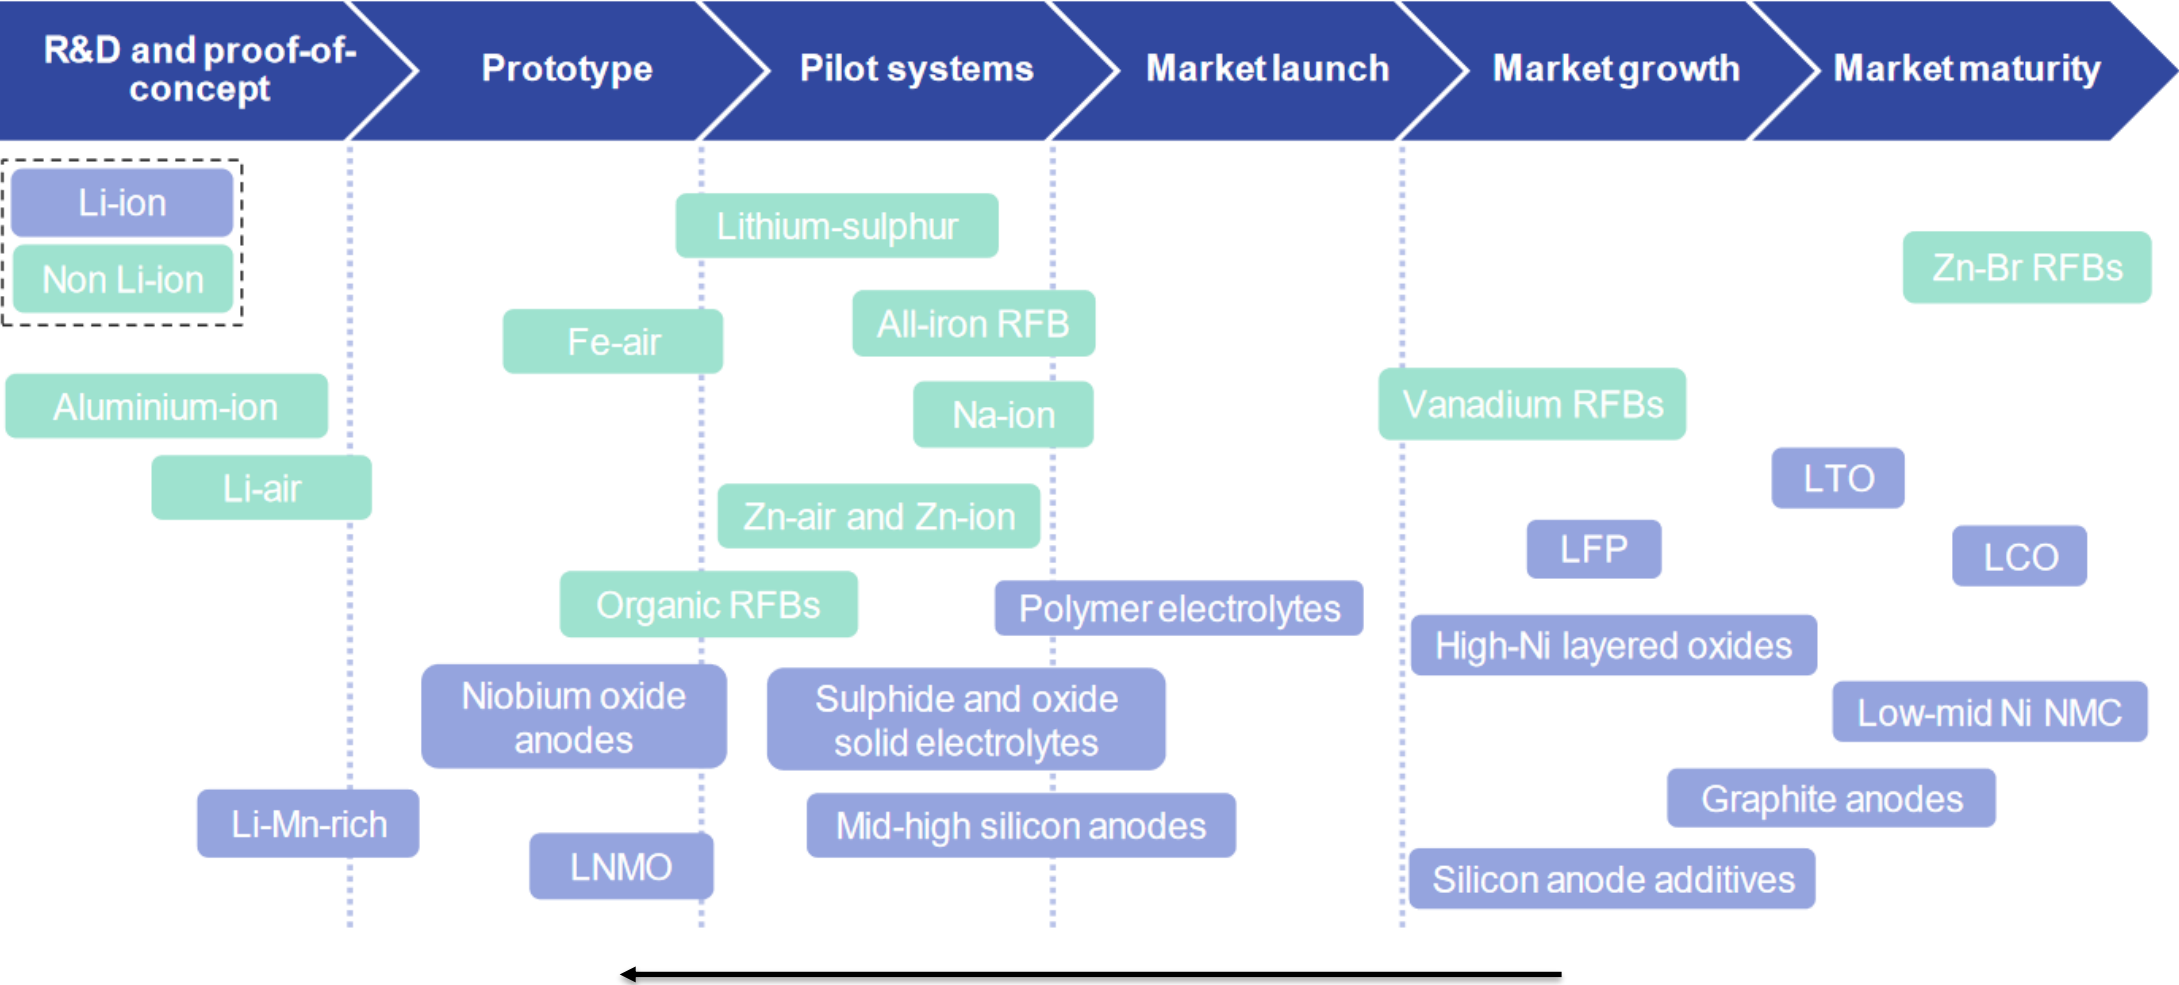 R&D and proof-of-
concept
Prototype
Pilot systems
Market launch
Market growth
Market maturity
Li-ion
Non Li-ion
Lithium-sulphur
Zn-Br RFBs
All-iron RFB
Fe-air
Aluminium-ion
Na-ion
Vanadium RFBs
Li-air
LTO
Zn-air and Zn-ion
LFP
LCO
Organic RFBs
Polymer electrolytes
High-Ni layered oxides
Niobium oxide
anodes
Sulphide and oxide
solid electrolytes
Low-mid Ni NMC
Graphite anodes
Li-Mn-rich
Mid-high silicon anodes
LNMO
Silicon anode additives